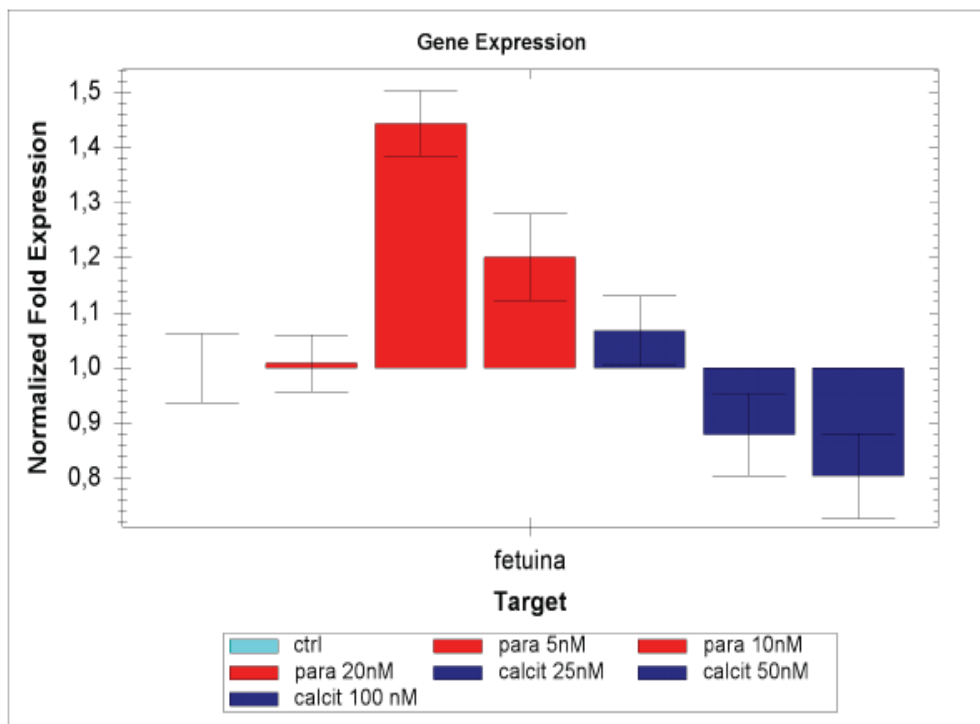 Gene Expression
Normalized Fold Expression
1,5
1,4
1,3
1,2
1,1
1,0
0,9
0,8
fetuina
Target
ctrl para 5nM para 10nM
para 20nM calcit 25nM calcit 50nM
calcit 100 nM